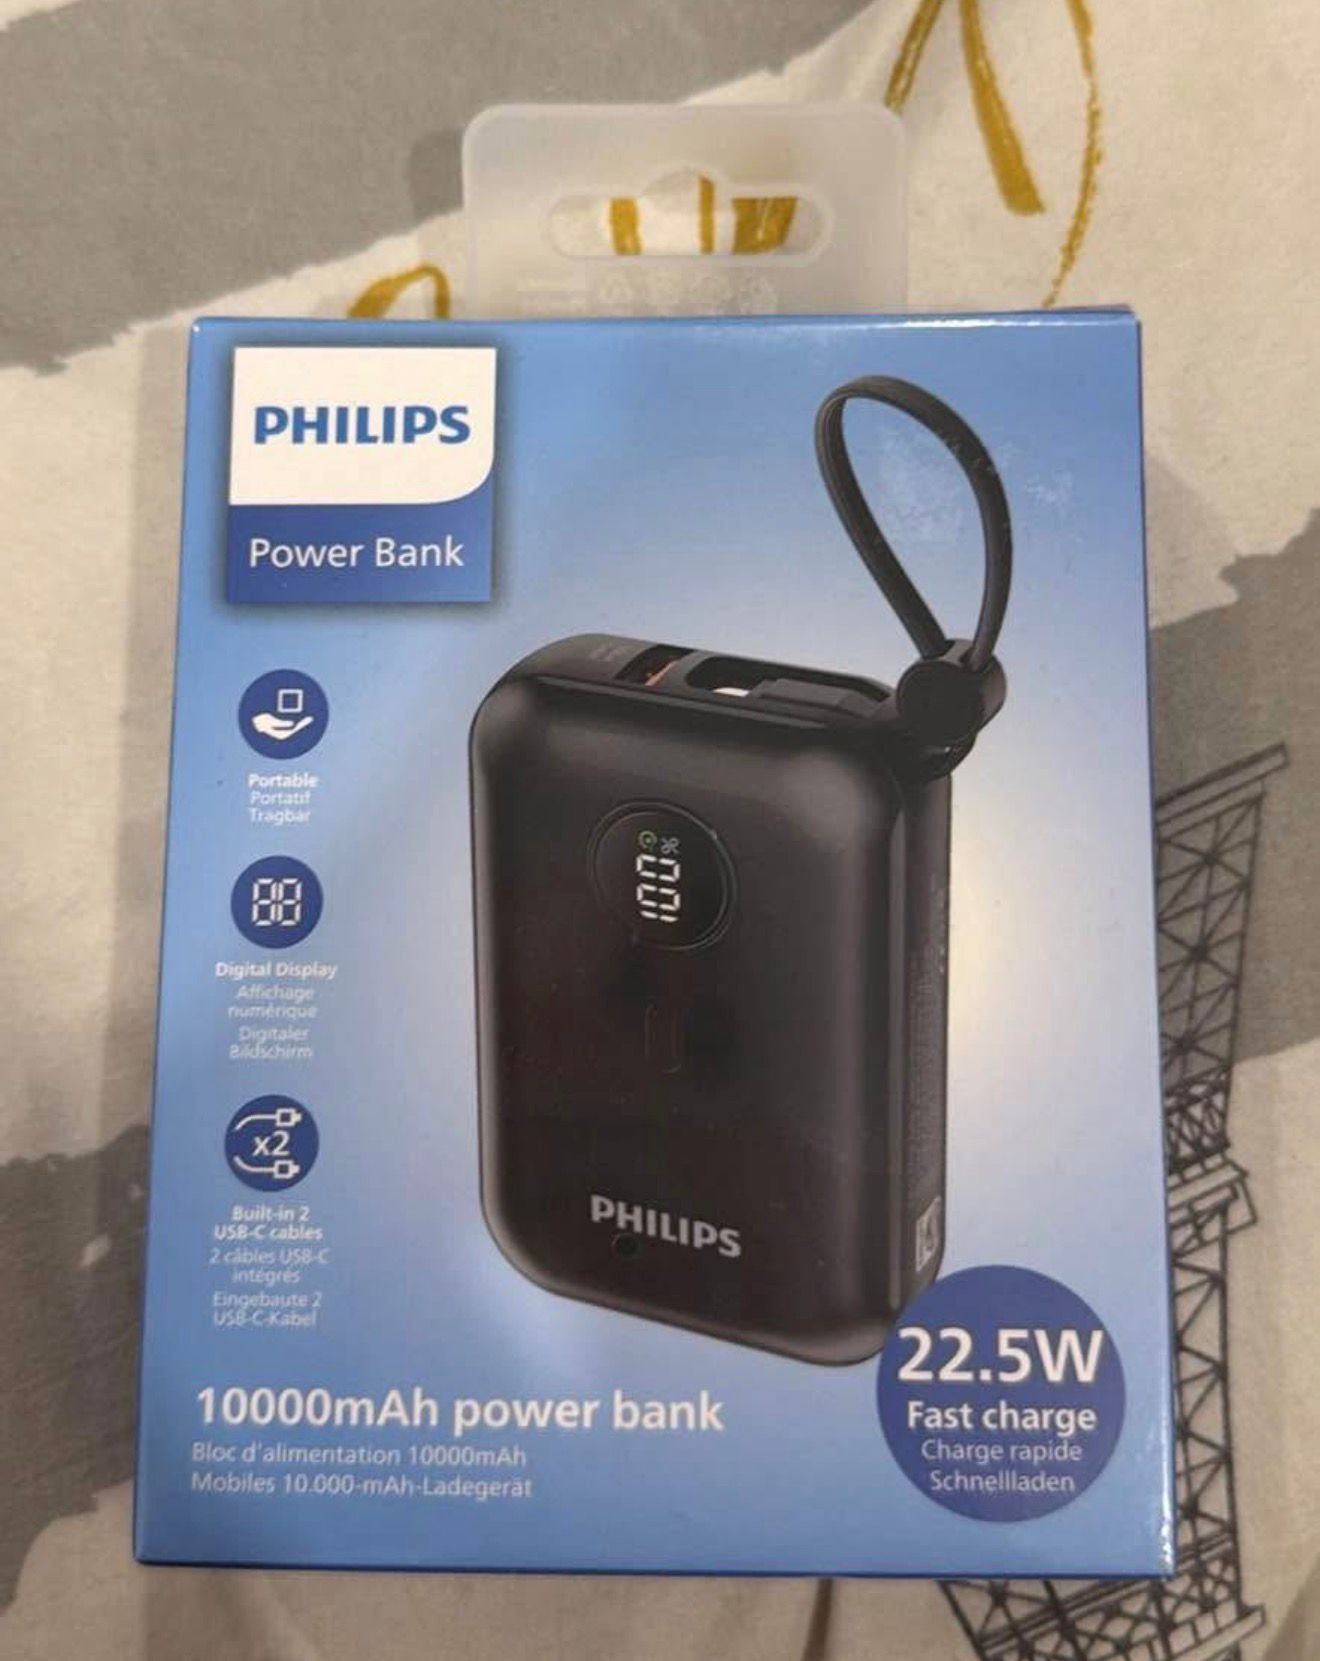 PHILIPS
Power Bank
Portable
Portatif
Tragbar
Digital Display
Affichage
numérique
Digitaler
Bildschirm
x2
Built-in 2
USB-C cables
2 câbles USB-C
intégrés
Eingebaute 2
USB-C-Kabel
100
PHILIPS
22.5W
Fast charge
Charge rapide
Schnellladen
10000mAh power bank
Bloc d'alimentation 10000mAh
Mobiles 10.000-mAh-Ladegerät